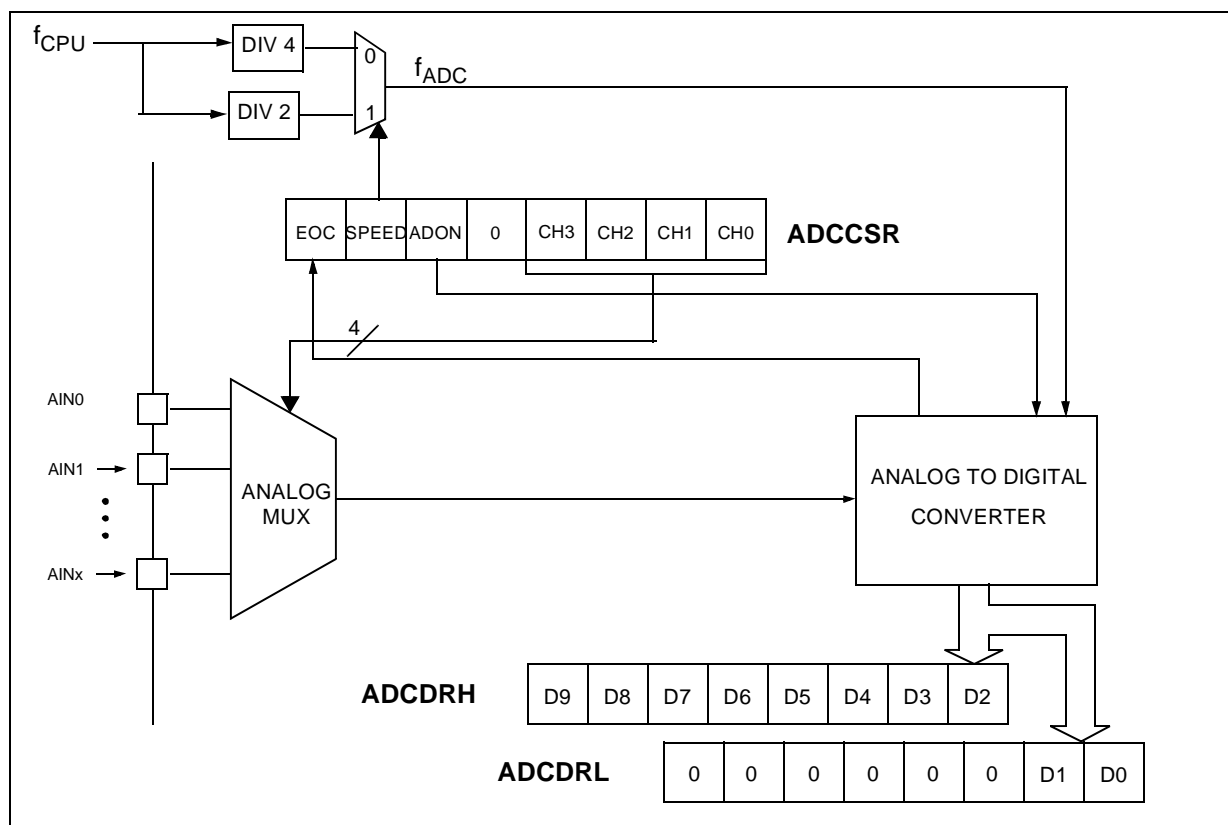 fCPU
DIV 4
0
fADC
DIV 2
1
EOC SPEED ADON 0 CH3 CH2 CH1 CH0 ADCCSR
4
AIN0
AIN1
ANALOG
MUX
ANALOG TO DIGITAL
CONVERTER
AINx
ADCDRH D9 D8 D7 D6 D5 D4 D3 D2
ADCDRL 0 0 0 0 0 0 D1 D0